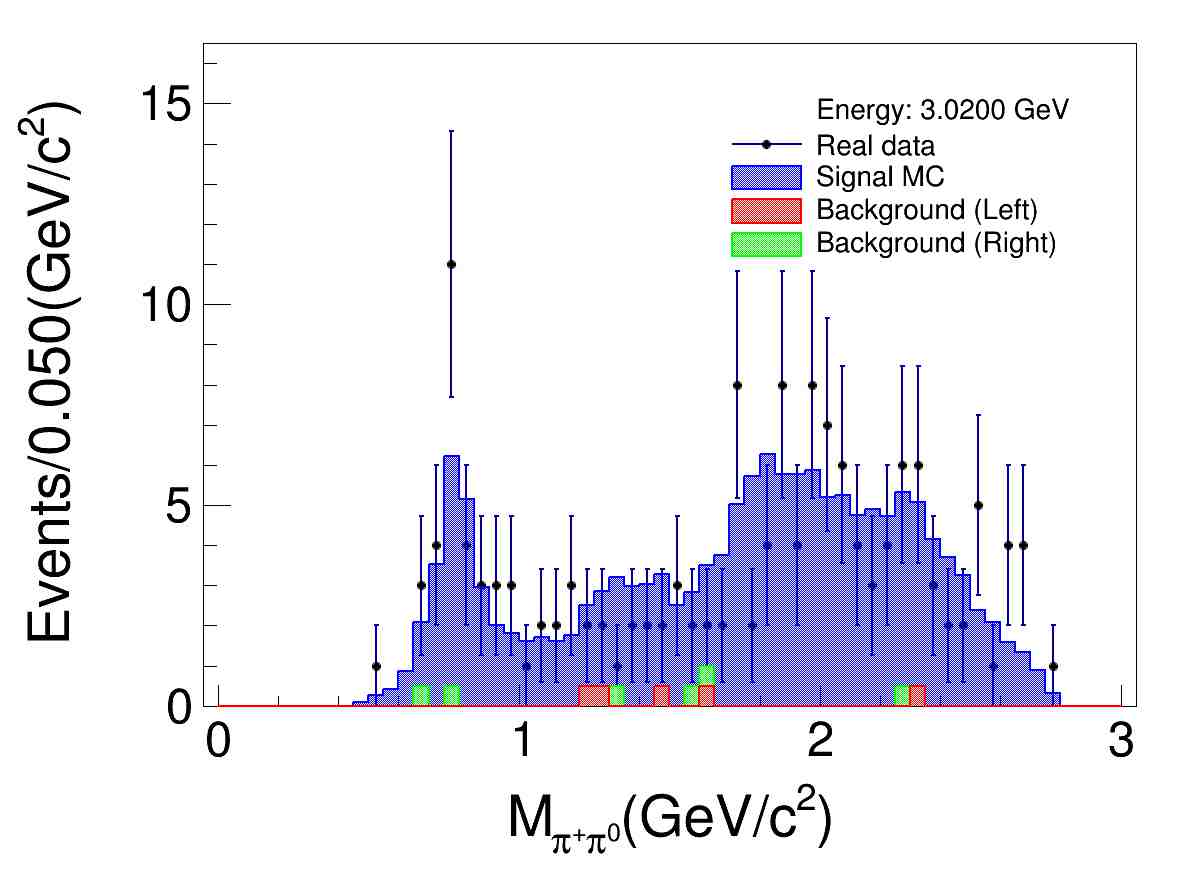 Events/0.050(GeV/c²)
15
10
5
0
Energy: 3.0200 GeV
Real data
Signal MC
Background (Left)
Background (Right)
0 1 2 3
Mπ⁺π⁰(GeV/c²)